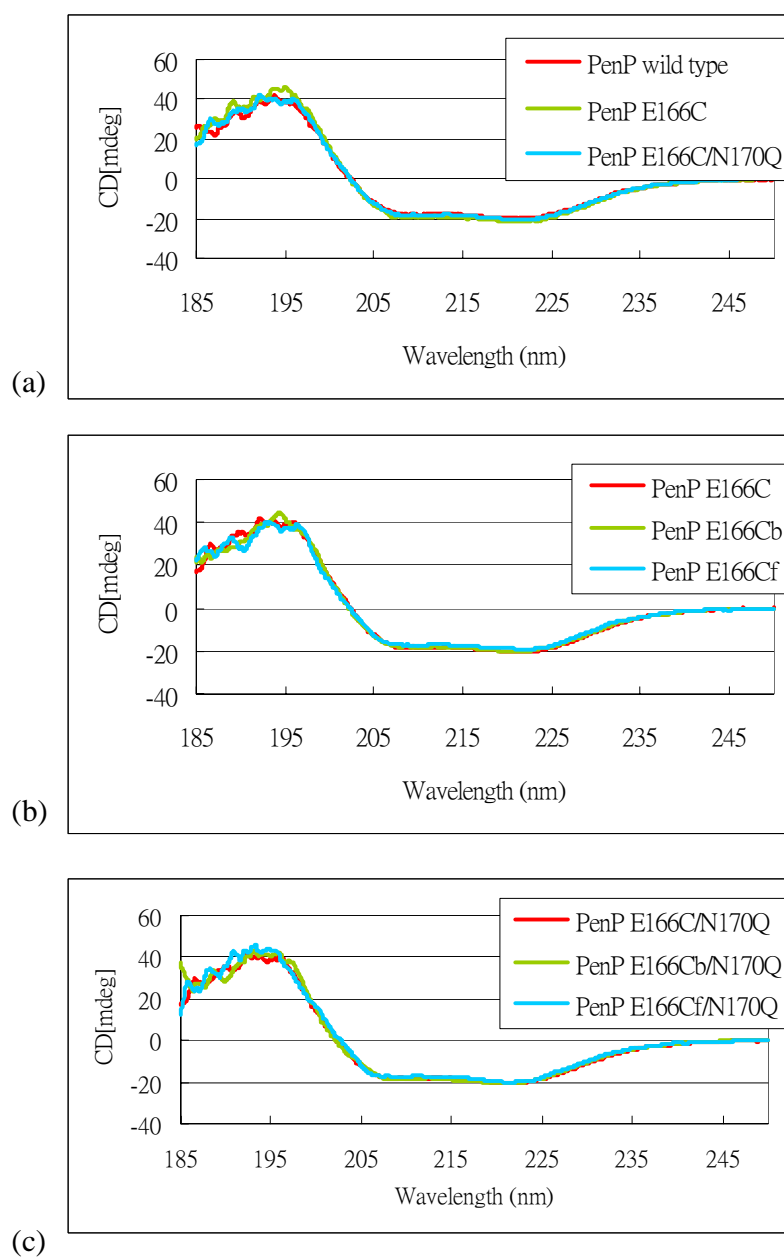 60
40
20
0
-20
-40
CD[mdeg]
PenP wild type
PenP E166C
PenP E166C/N170Q
185 195 205 215 225 235 245
Wavelength (nm)
(a)
60
40
20
0
-20
-40
CD[mdeg]
PenP E166C
PenP E166Cb
PenP E166Cf
185 195 205 215 225 235 245
Wavelength (nm)
(b)
60
40
20
0
-20
-40
CD[mdeg]
PenP E166C/N170Q
PenP E166Cb/N170Q
PenP E166Cf/N170Q
185 195 205 215 225 235 245
Wavelength (nm)
(c)